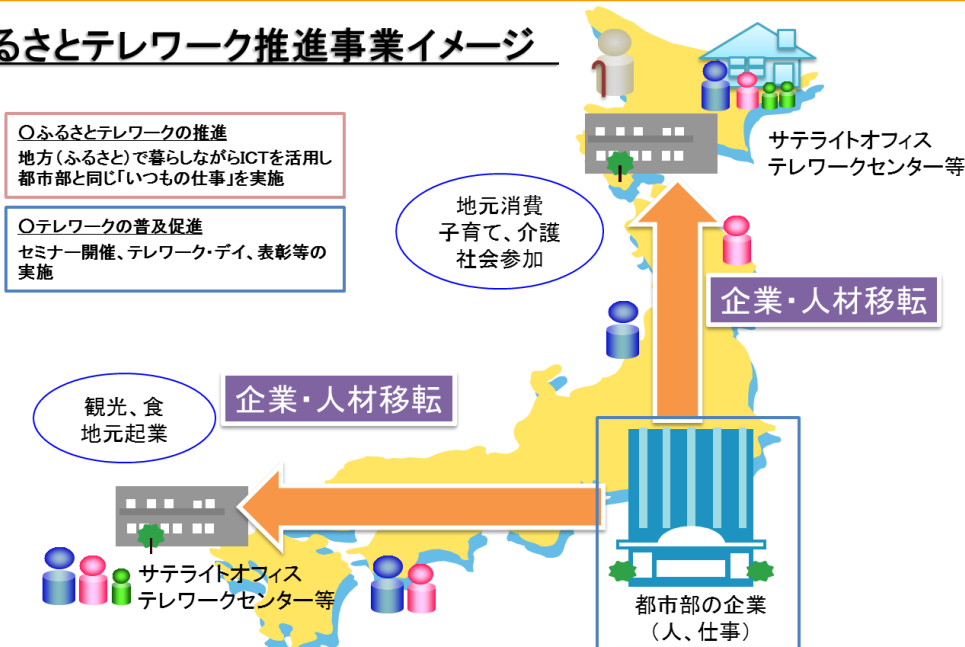 るさとテレワーク推進事業イメージ
〇ふるさとテレワークの推進
地方(ふるさと)で暮らしながらICTを活用し
都市部と同じ「いつもの仕事」を実施
〇テレワークの普及促進
セミナー開催、テレワーク・デイ、表彰等の
実施
サテライトオフィス
テレワークセンター等
地元消費
子育て、介護
社会参加
企業・人材移転
企業・人材移転
観光、食
地元起業
サテライトオフィス
テレワークセンター等
都市部の企業
(人、仕事)